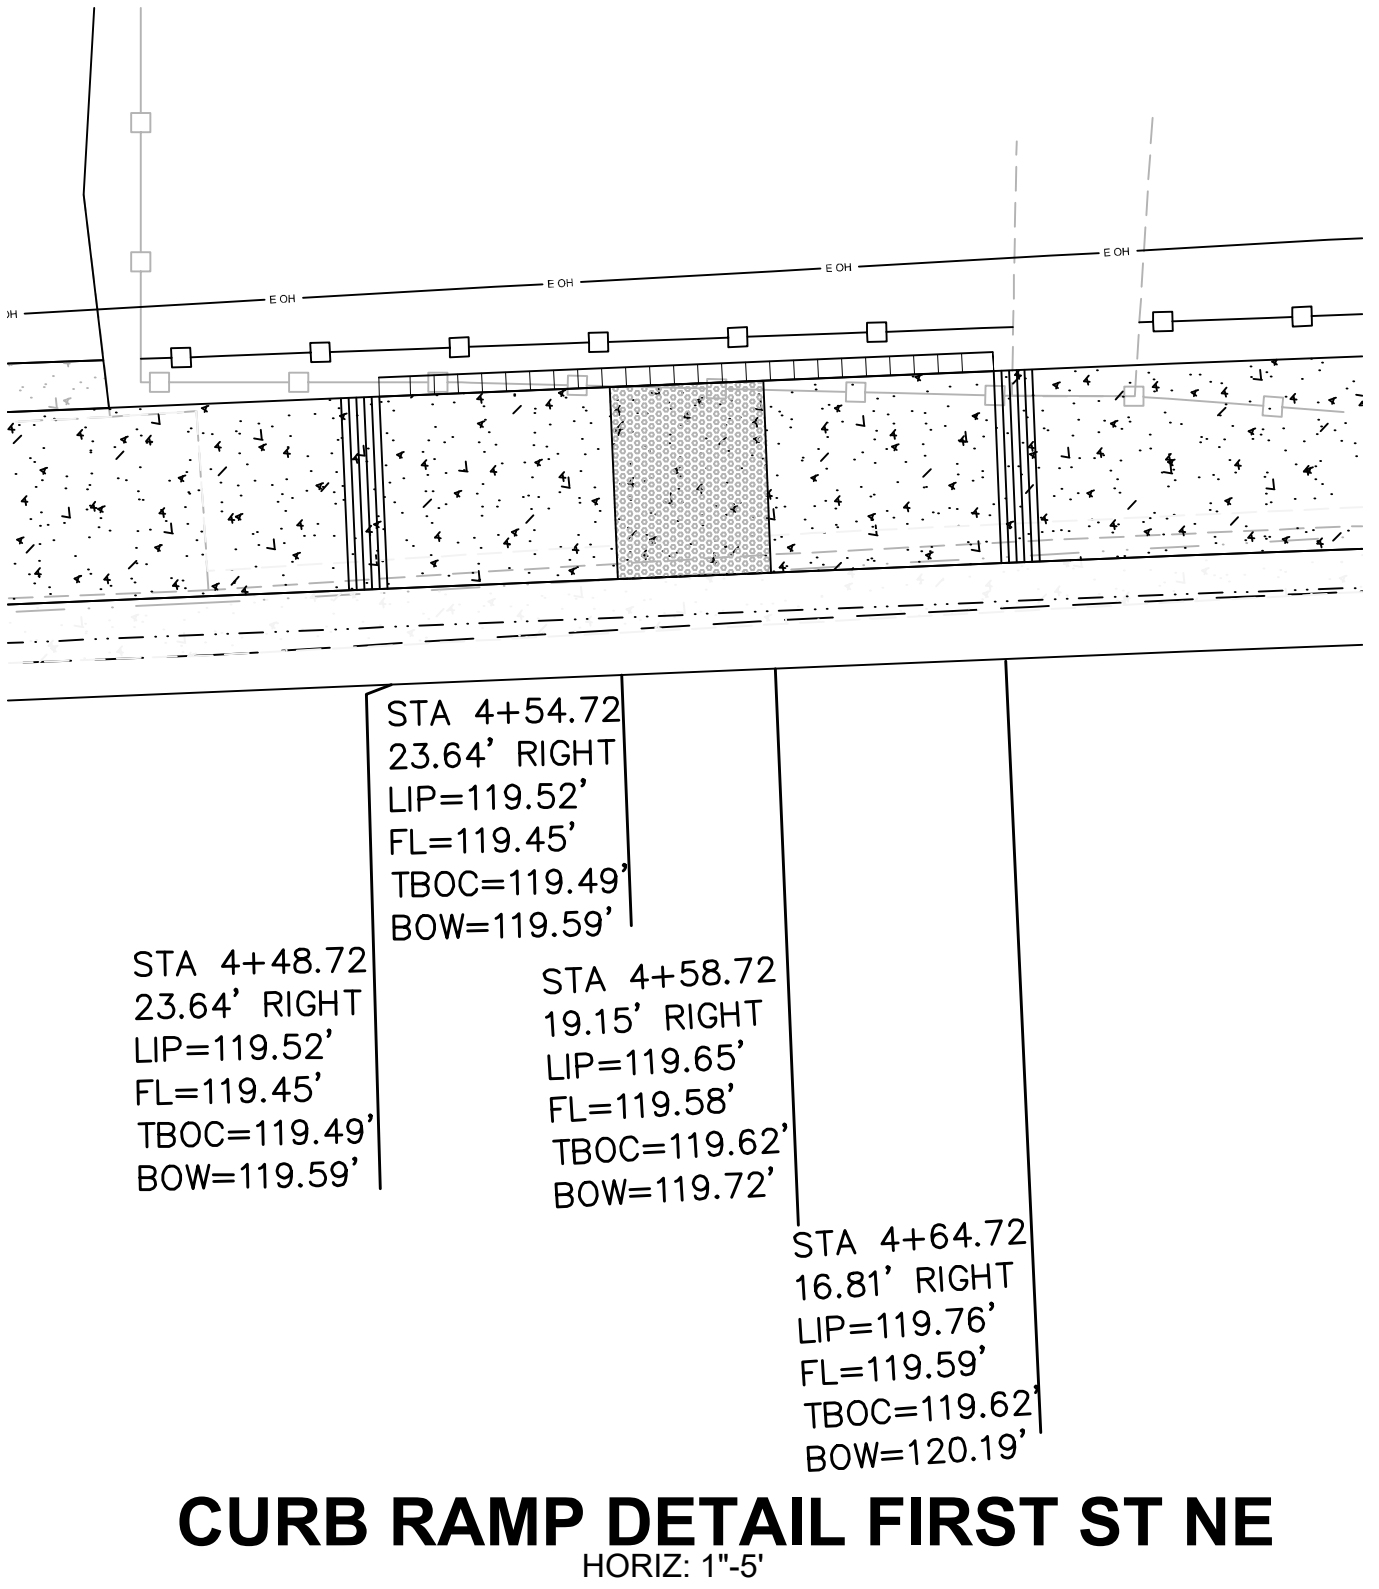 E OH
E OH
E OH
E OH
OH
STA 4+54.72
23.64' RIGHT
LIP=119.52'
FL=119.45'
TBOC=119.49'
BOW=119.59'
STA 4+48.72
23.64' RIGHT
LIP=119.52'
FL=119.45'
TBOC=119.49'
BOW=119.59'
STA 4+58.72
19.15' RIGHT
LIP=119.65'
FL=119.58'
TBOC=119.62'
BOW=119.72'
STA 4+64.72
16.81' RIGHT
LIP=119.76'
FL=119.59'
TBOC=119.62'
BOW=120.19'
CURB RAMP DETAIL FIRST ST NE
HORIZ: 1"-5'